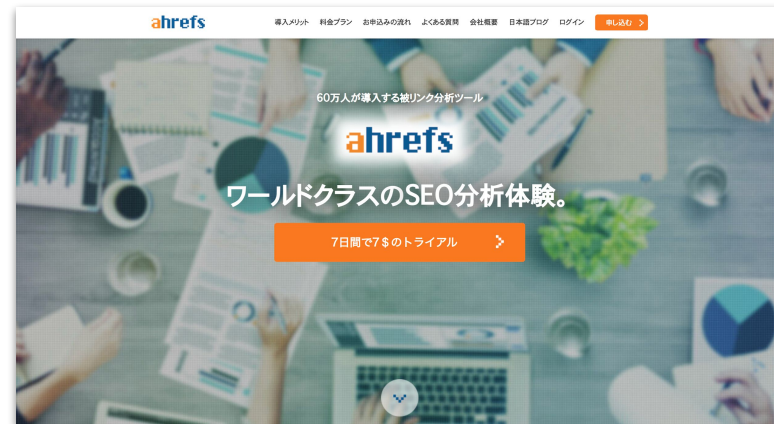 ahrefs
導入メリット 料金プラン お申込みの流れ よくある質問 会社概要 日本語ブログ ログイン 申し込む
60万人が導入する被リンク分析ツール
ahrefs
ワールドクラスのSEO分析体験。
7日間で7$のトライアル